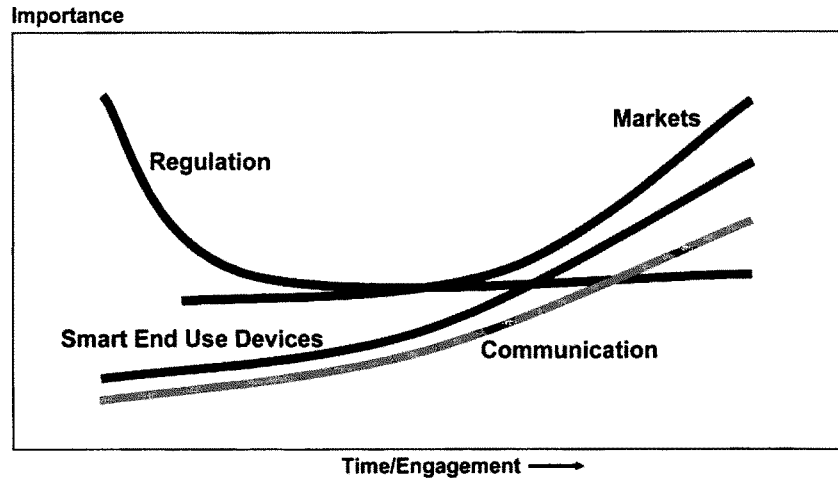 Importance
Markets
Regulation
Smart End Use Devices
Communication
Time/Engagement